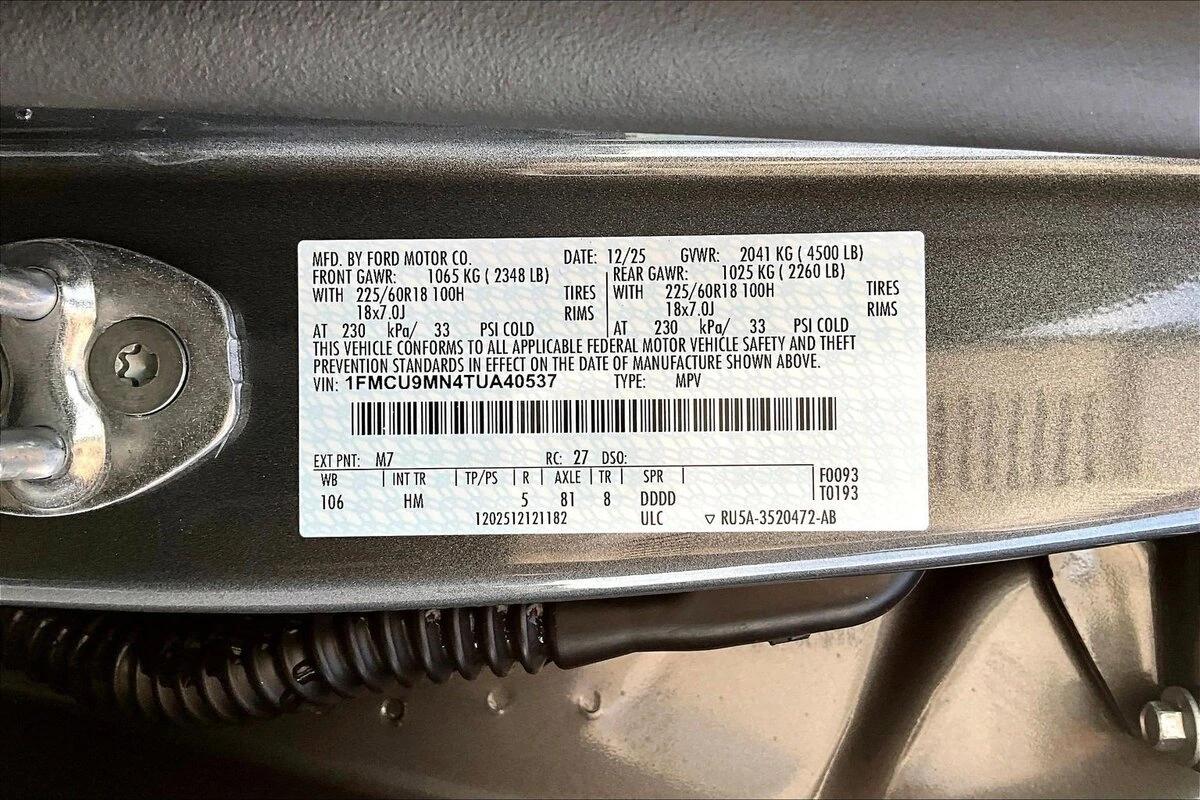 MFD. BY FORD MOTOR CO. DATE: 12/25 GVWR: 2041 KG ( 4500 LB)
FRONT GAWR: 1065 KG ( 2348 LB) REAR GAWR: 1025 KG ( 2260 LB)
WITH 225/60R18 100H TIRES WITH 225/60R18 100H TIRES
18x7.0J RIMS 18x7.0J RIMS
AT 230 kPa/ 33 PSI COLD AT 230 kPa/ 33 PSI COLD
THIS VEHICLE CONFORMS TO ALL APPLICABLE FEDERAL MOTOR VEHICLE SAFETY AND THEFT
PREVENTION STANDARDS IN EFFECT ON THE DATE OF MANUFACTURE SHOWN ABOVE.
VIN: 1FMCU9MN4TUA40537 TYPE: MPV
EXT PNT: M7 RC: 27 DSO:
WB INT TR TP/PS R AXLE TR SPR F0093
106 HM 5 81 8 DDDD T0193
1202512121182 ULC ▽ RU5A-3520472-AB